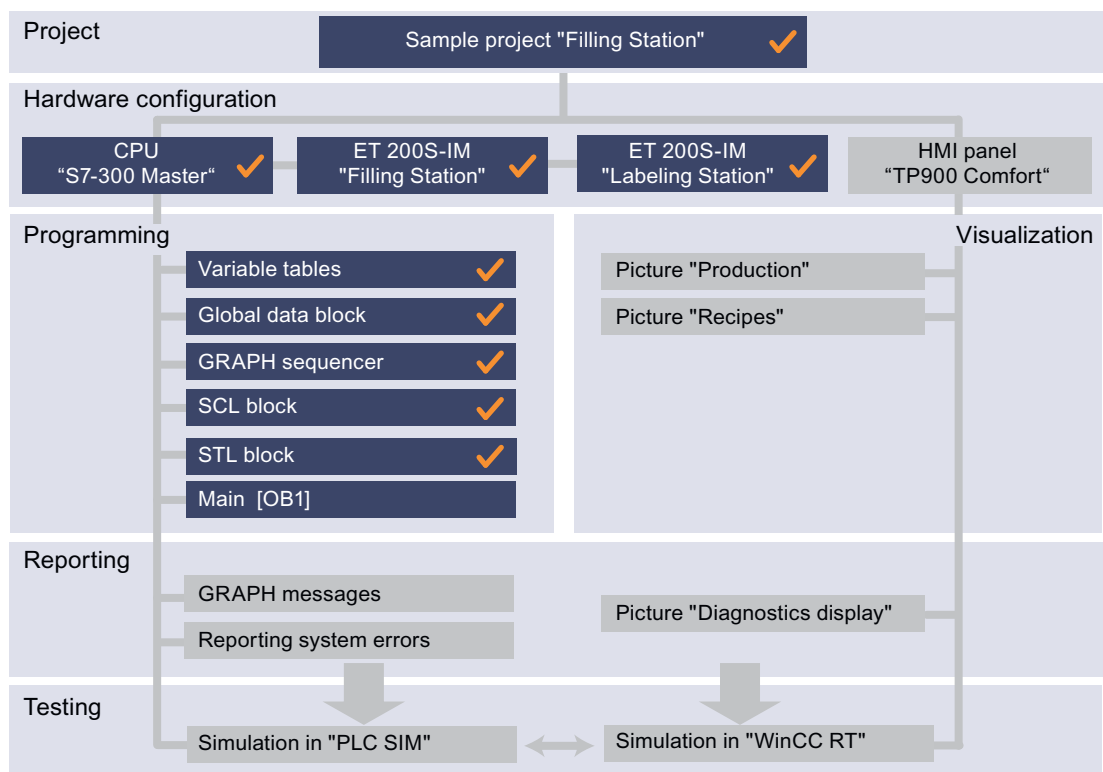 Project
Sample project "Filling Station"
Hardware configuration
CPU
“S7-300 Master“
ET 200S-IM
"Filling Station"
ET 200S-IM
"Labeling Station"
HMI panel
“TP900 Comfort“
Programming
Variable tables
Global data block
GRAPH sequencer
SCL block
STL block
Main [OB1]
Visualization
Picture "Production"
Picture "Recipes"
Reporting
GRAPH messages
Reporting system errors
Picture "Diagnostics display"
Testing
Simulation in "PLC SIM"
Simulation in "WinCC RT"